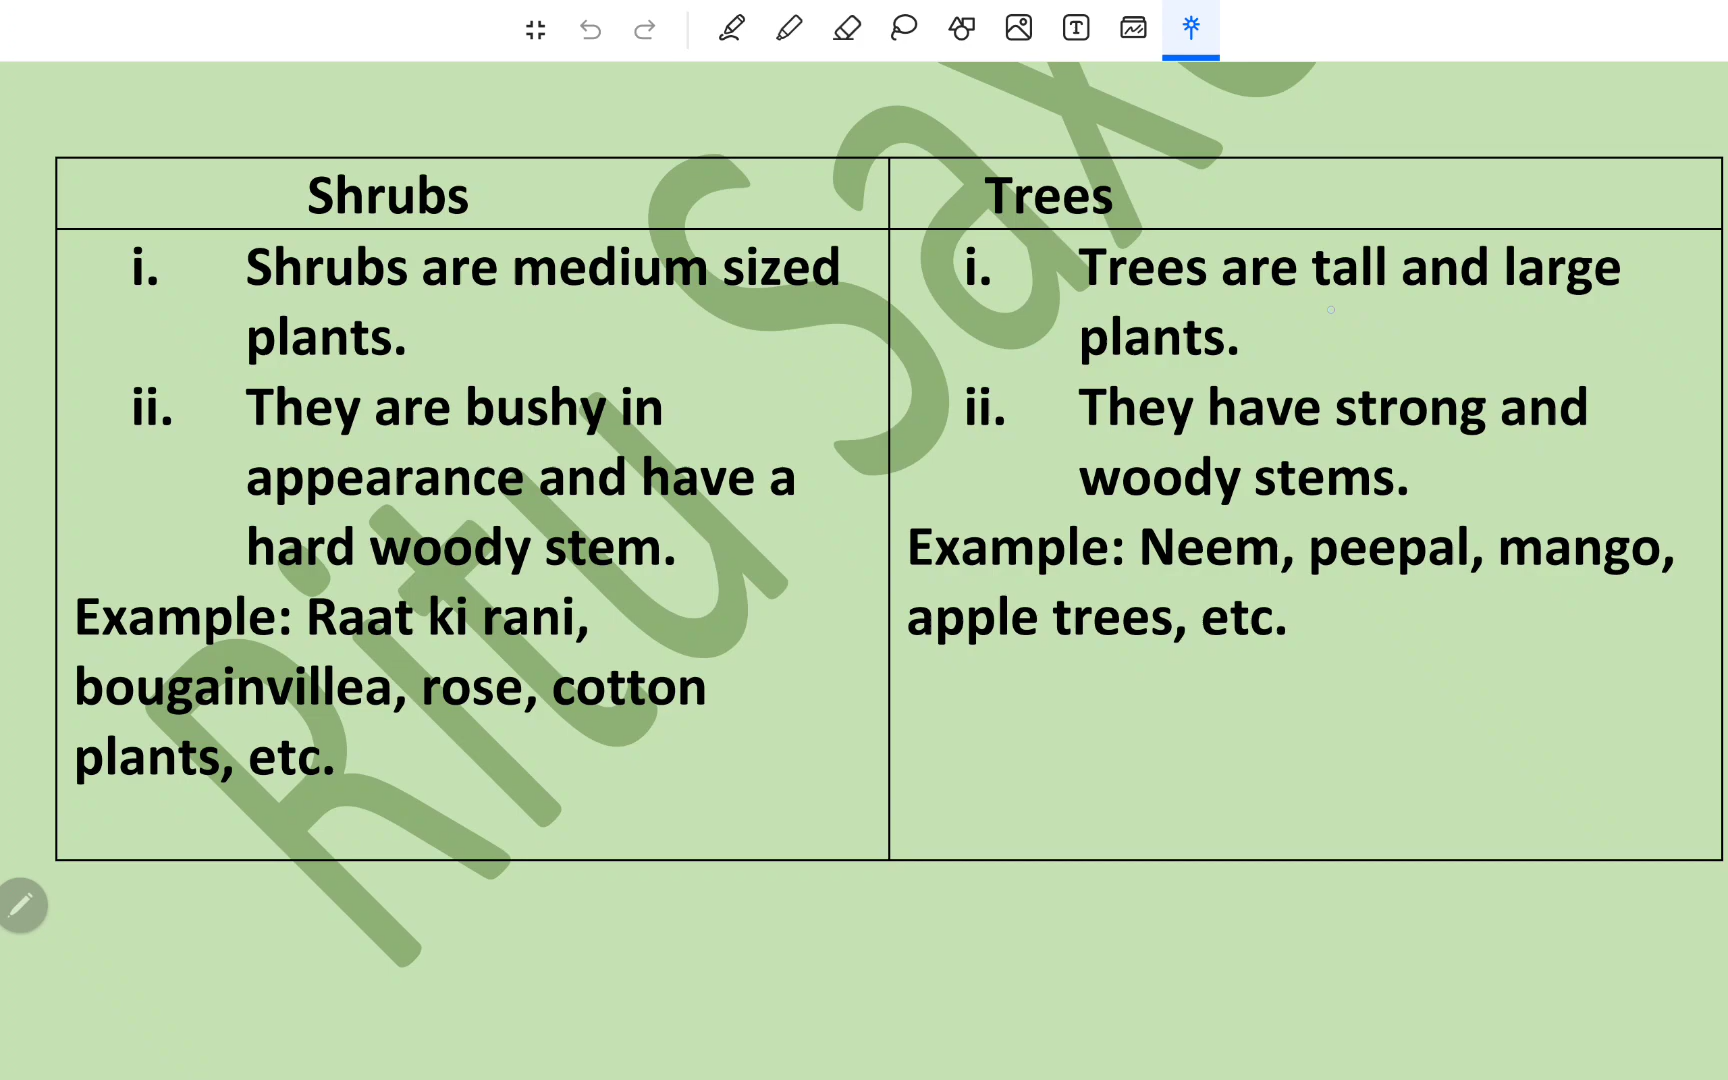 Shrubs
i. Shrubs are medium sized
plants.
ii. They are bushy in
appearance and have a
hard woody stem.
Example: Raat ki rani,
bougainvillea, rose, cotton
plants, etc.
Trees
i. Trees are tall and large
plants.
ii. They have strong and
woody stems.
Example: Neem, peepal, mango,
apple trees, etc.
Ritu